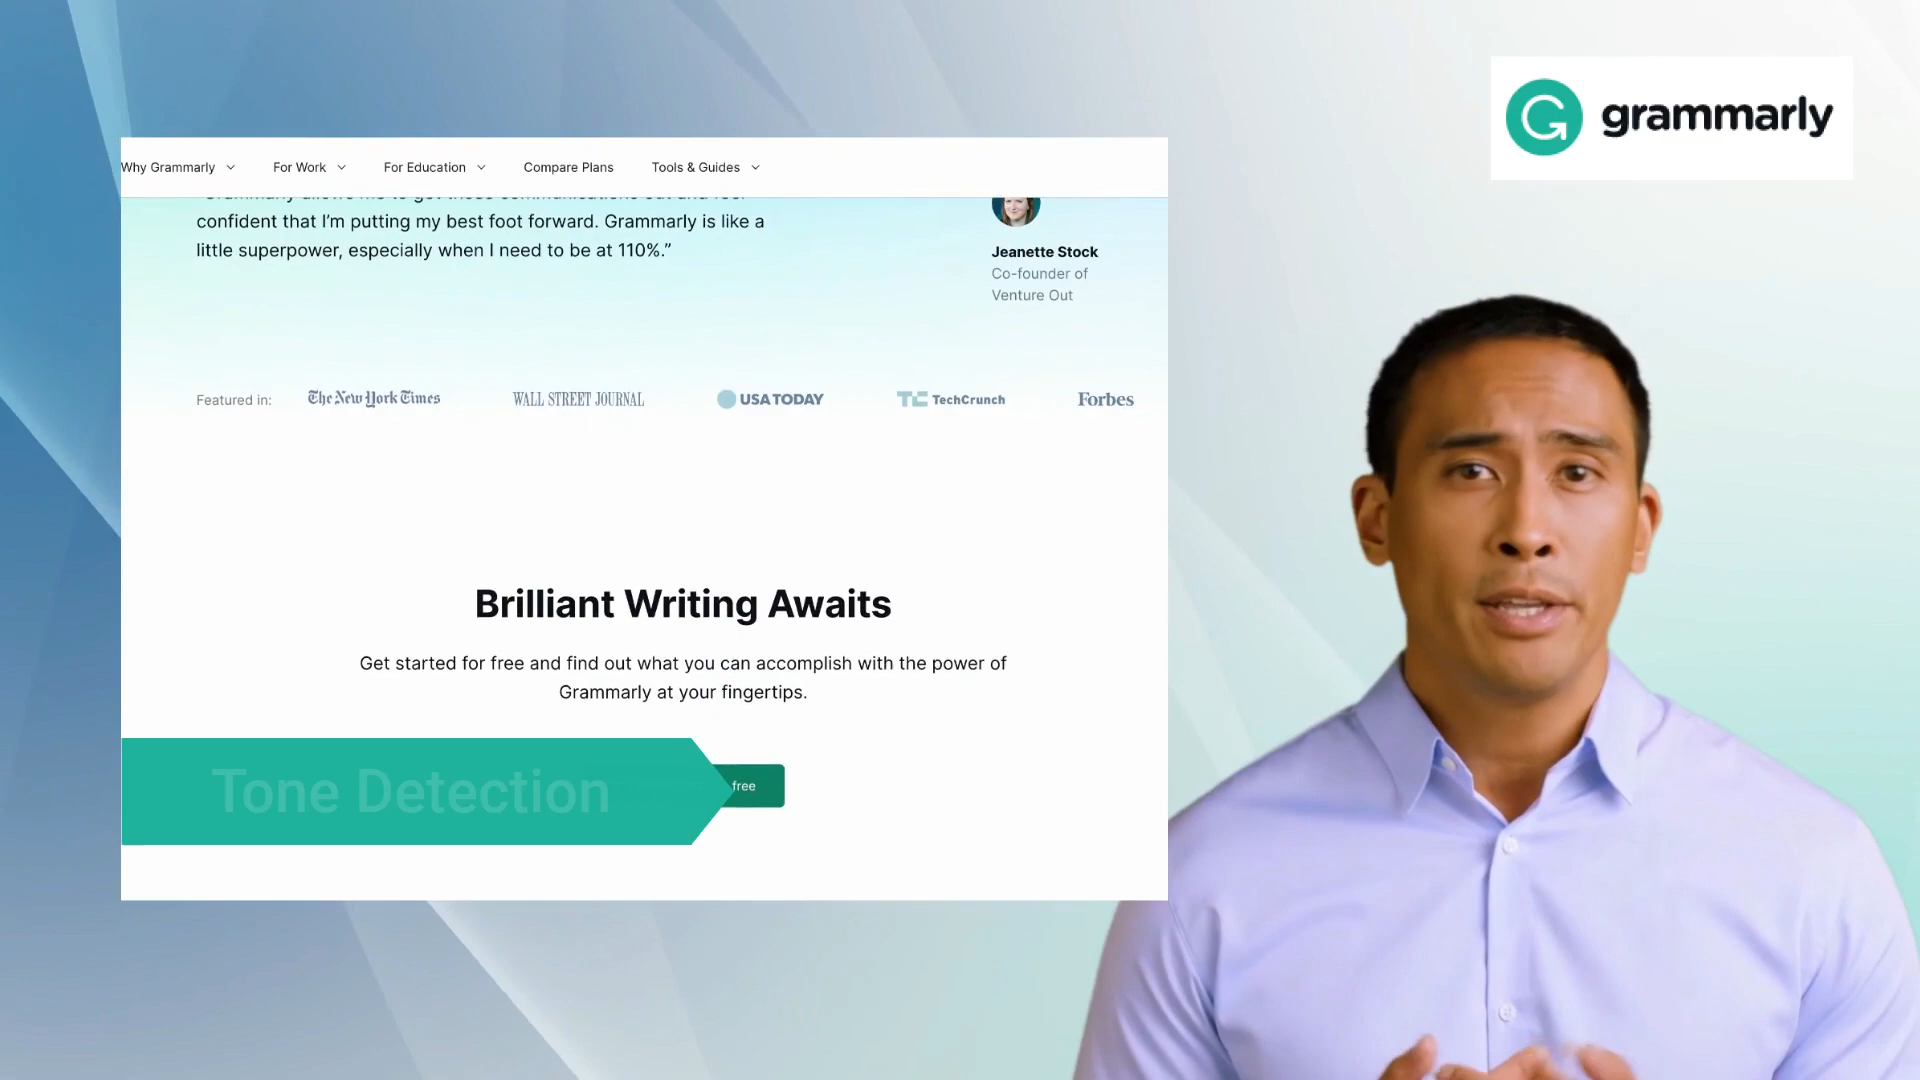 grammarly
Why Grammarly
For Work
For Education
Compare Plans
Tools & Guides
confident that I'm putting my best foot forward. Grammarly is like a
little superpower, especially when I need to be at 110%.”
Jeanette Stock
Co-founder of
Venture Out
Featured in:
The New York Times
WALL STREET JOURNAL
USA TODAY
TC TechCrunch
Forbes
Brilliant Writing Awaits
Get started for free and find out what you can accomplish with the power of
Grammarly at your fingertips.
Tone Detection
free